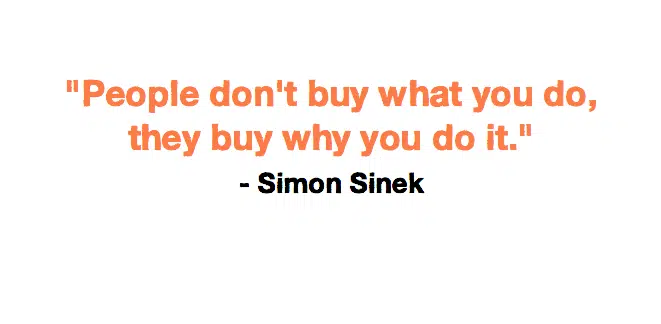 "People don't buy what you do,
they buy why you do it."
- Simon Sinek